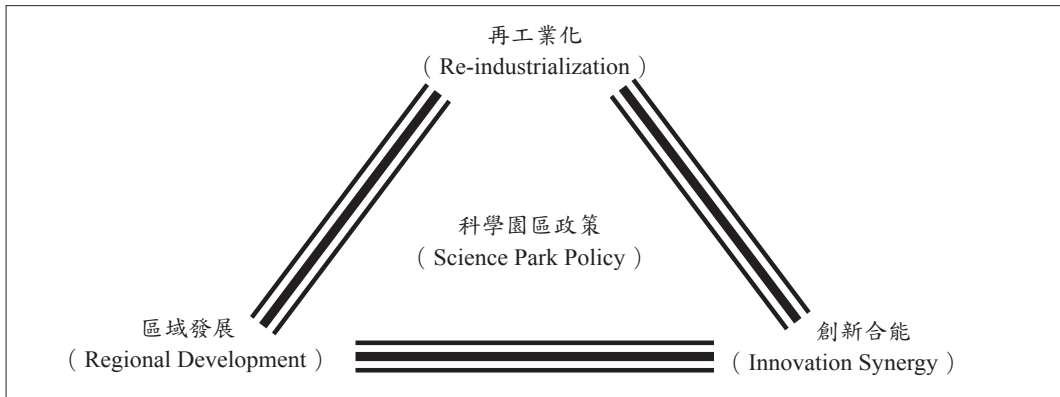 再工業化
( Re-industrialization )
科學園區政策
( Science Park Policy )
區域發展
( Regional Development )
創新合能
( Innovation Synergy )